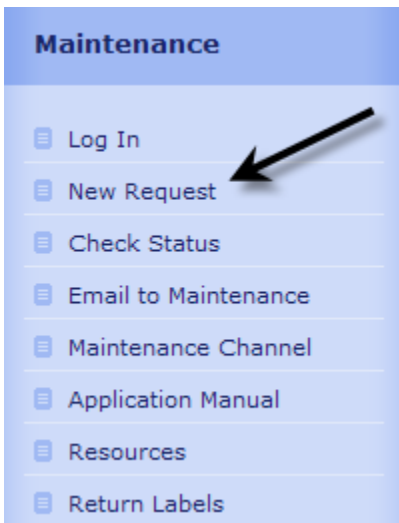 Maintenance
Log In
New Request
Check Status
Email to Maintenance
Maintenance Channel
Application Manual
Resources
Return Labels